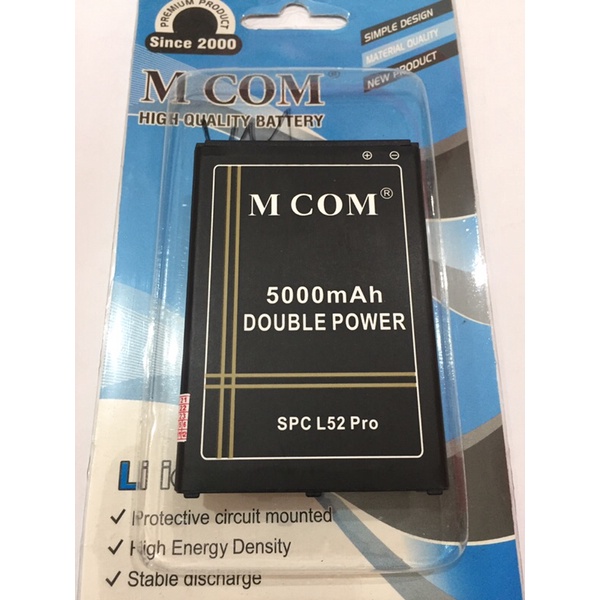 PREMIUM PRODUCT
Since 2000
SIMPLE DESIGN
MATERIAL QUALITY
NEW PRODUCT
M COM®
HIGH QUALITY BATTERY
M COM®
5000mAh
DOUBLE POWER
SPC L52 Pro
Li
✓ Protective circuit mounted
✓ High Energy Density
✓ Stable discharge